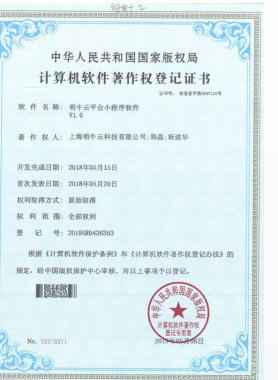 中华人民共和国国家版权局
计算机软件著作权登记证书
软件名称： 明牛云平台小程序软件
V1.0
著作权人： 上海明牛云科技有限公司;韩磊;杨建华
开发完成日期： 2018年05月15日
首次发表日期： 2018年05月20日
权利取得方式： 原始取得
权利范围： 全部权利
登记号： 2019SR0426353
根据《计算机软件保护条例》和《计算机软件著作权登记办法》的
规定，经中国版权保护中心审核，对以上事项予以登记。
中华人民共和国国家版权局
计算机软件著作权
登记专用章
No.